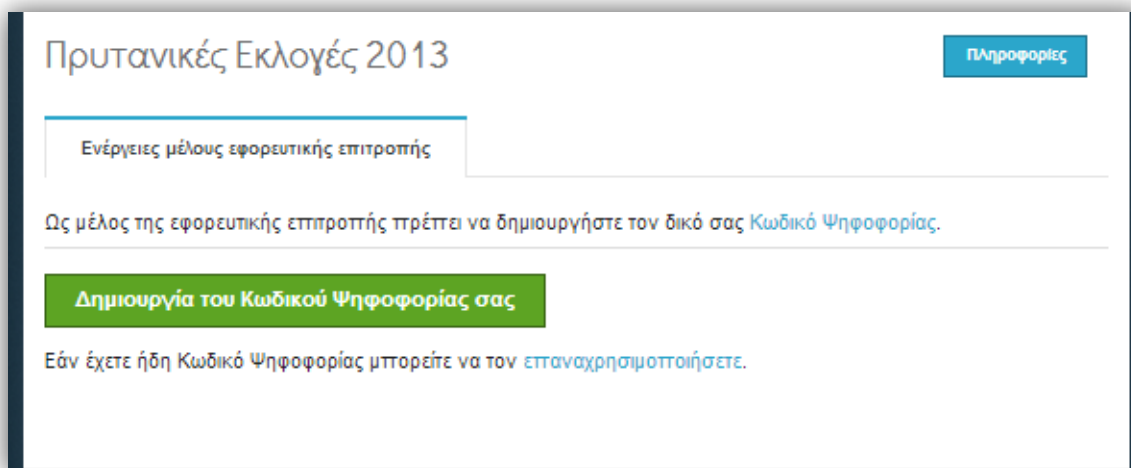 Πρυτανικές Εκλογές 2013
Πληροφορίες
Ενέργειες μέλους εφορευτικής επιτροπής
Ως μέλος της εφορευτικής επιτροπής πρέπει να δημιουργήστε τον δικό σας Κωδικό Ψηφοφορίας.
Δημιουργία του Κωδικού Ψηφοφορίας σας
Εάν έχετε ήδη Κωδικό Ψηφοφορίας μπορείτε να τον επαναχρησιμοποιήσετε.